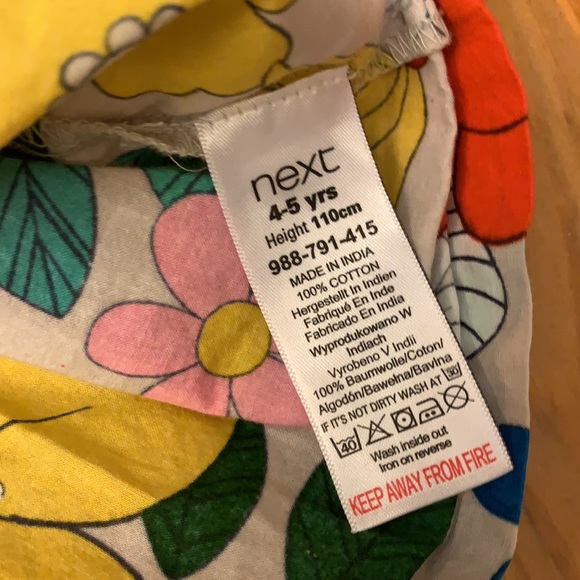 next
4-5 yrs
Height 110cm
988-791-415
MADE IN INDIA
100% COTTON
Hergestellt In Indien
Fabriqué En Inde
Fabricado En India
Wyprodukowano W
Indiach
Vyrobeno V Indii
100% Baumwolle/Coton/
Algodón/Bawełna/Bavlna
IF IT'S NOT DIRTY WASH AT 30
40
Wash inside out
Iron on reverse
KEEP AWAY FROM FIRE